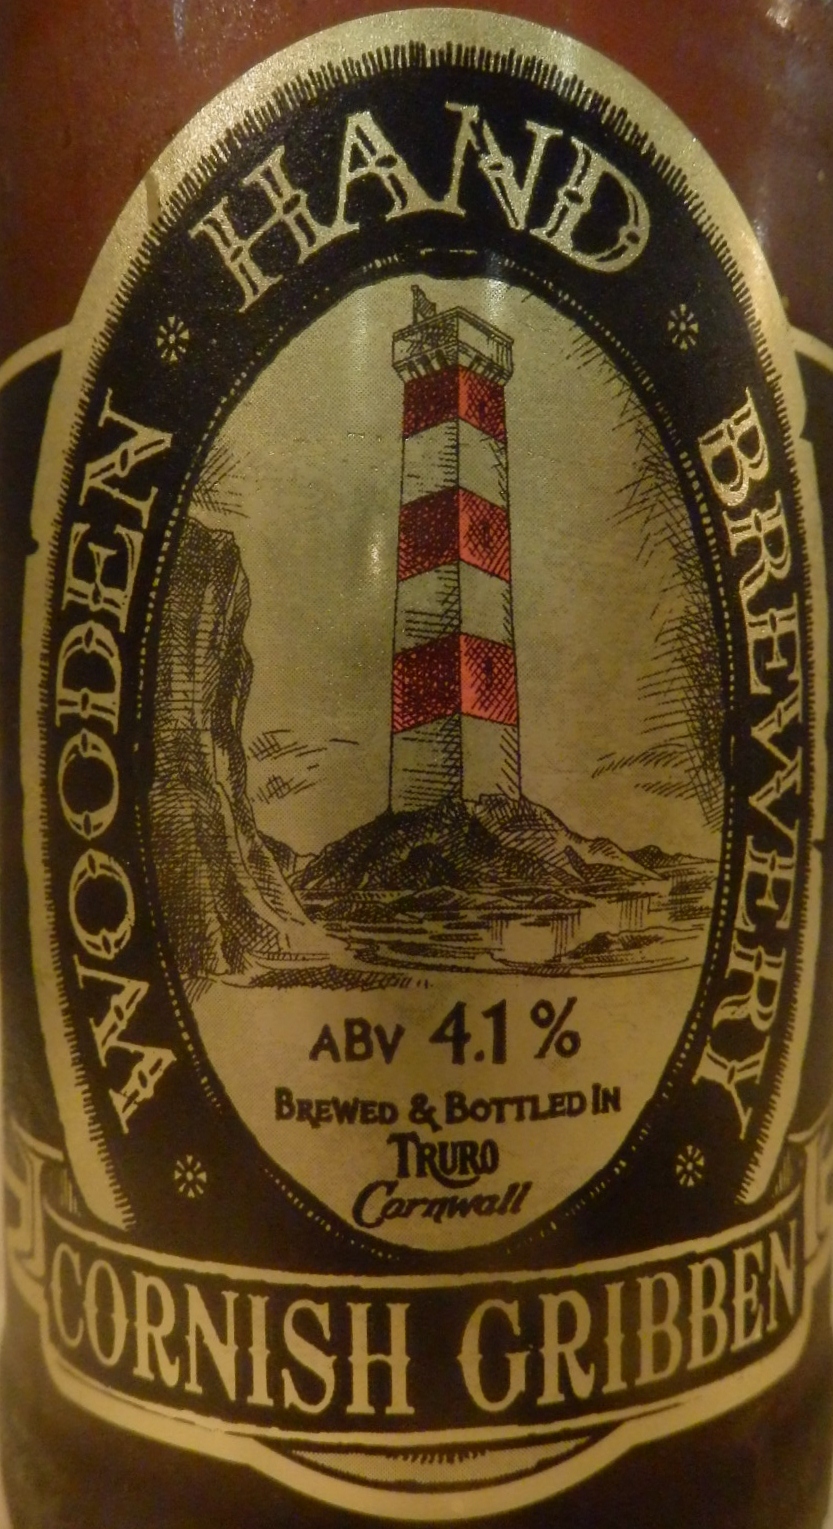 WOODEN HAND BREWERY
ABV 4.1%
BREWED & BOTTLED IN
TRURO
Cornwall
CORNISH GRIBBEN